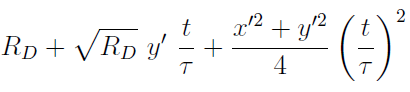 $R_D + \sqrt{R_D}\ y'\ \frac{t}{\tau} + \frac{x'^2 + y'^2}{4} \left(\frac{t}{\tau}\right)^2$